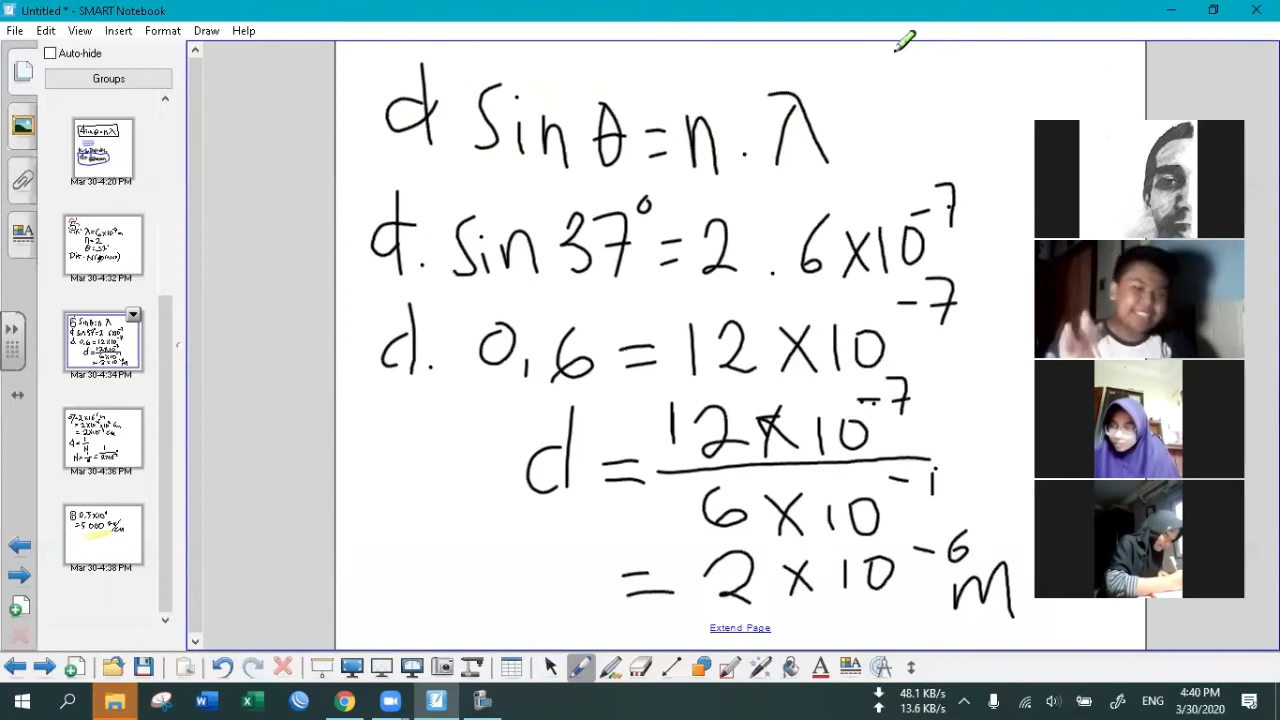 Untitled * - SMART Notebook
File Edit View Insert Format Draw Help
Auto-hide
Groups
Mar 30-4:20 PM
Mar 30-4:32 PM
Mar 30-4:34 PM
Mar 30-4:36 PM
Mar 30-4:38 PM
d sin θ = n . λ
d. sin 37° = 2 . 6 × 10⁻⁷
d. 0,6 = 12 × 10⁻⁷
d = 12 × 10⁻⁷ / 6 × 10⁻¹
= 2 × 10⁻⁶ m
Extend Page
48.1 KB/s
13.6 KB/s
ENG
4:40 PM
3/30/2020